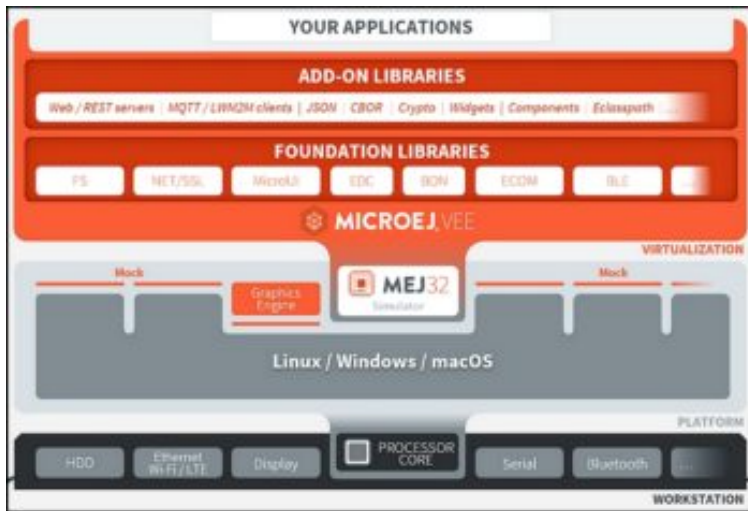 YOUR APPLICATIONS
ADD-ON LIBRARIES
Web / REST servers | MQTT / LWM2M clients | JSON | CBOR | Crypto | Widgets | Components | Eclasspath | ...
FOUNDATION LIBRARIES
FS NET/SSL MicroUI EDC BON ECOM BLE ...
MICROEJ VEE
VIRTUALIZATION
Mock Mock
Graphics Engine
MEJ32
Simulator
Linux / Windows / macOS
PLATFORM
HDD Ethernet Wi-Fi / LTE Display PROCESSOR CORE Serial Bluetooth ...
WORKSTATION